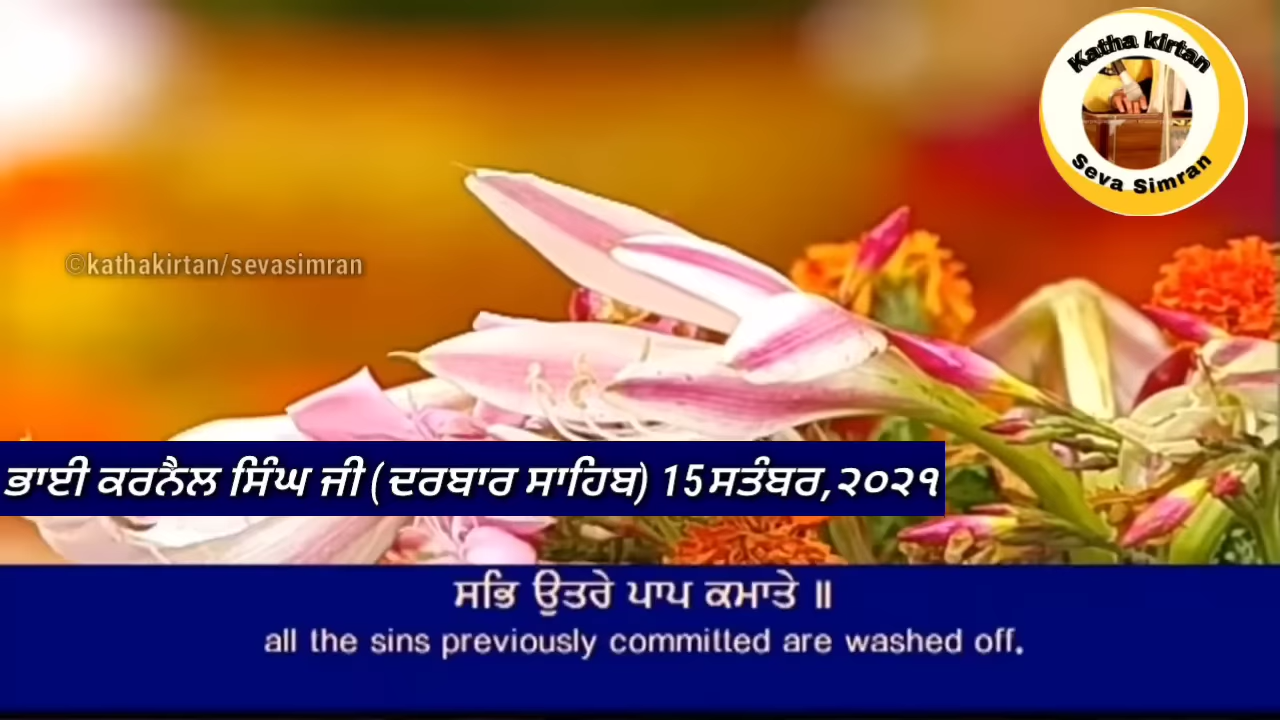 Katha kirtan
Seva Simran
©kathakirtan/sevasimran
ਭਾਈ ਕਰਨੈਲ ਸਿੰਘ ਜੀ (ਦਰਬਾਰ ਸਾਹਿਬ) 15 ਸਤੰਬਰ,੨੦੨੧
ਸਭਿ ਉਤਰੇ ਪਾਪ ਕਮਾਤੇ ॥
all the sins previously committed are washed off.